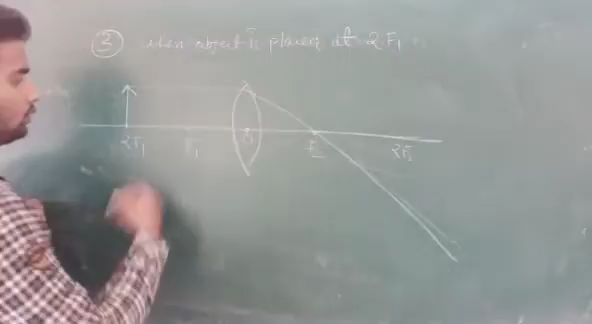 ③ when object is placed at 2F₁
2F₁ F₁ O F₂ 2F₂